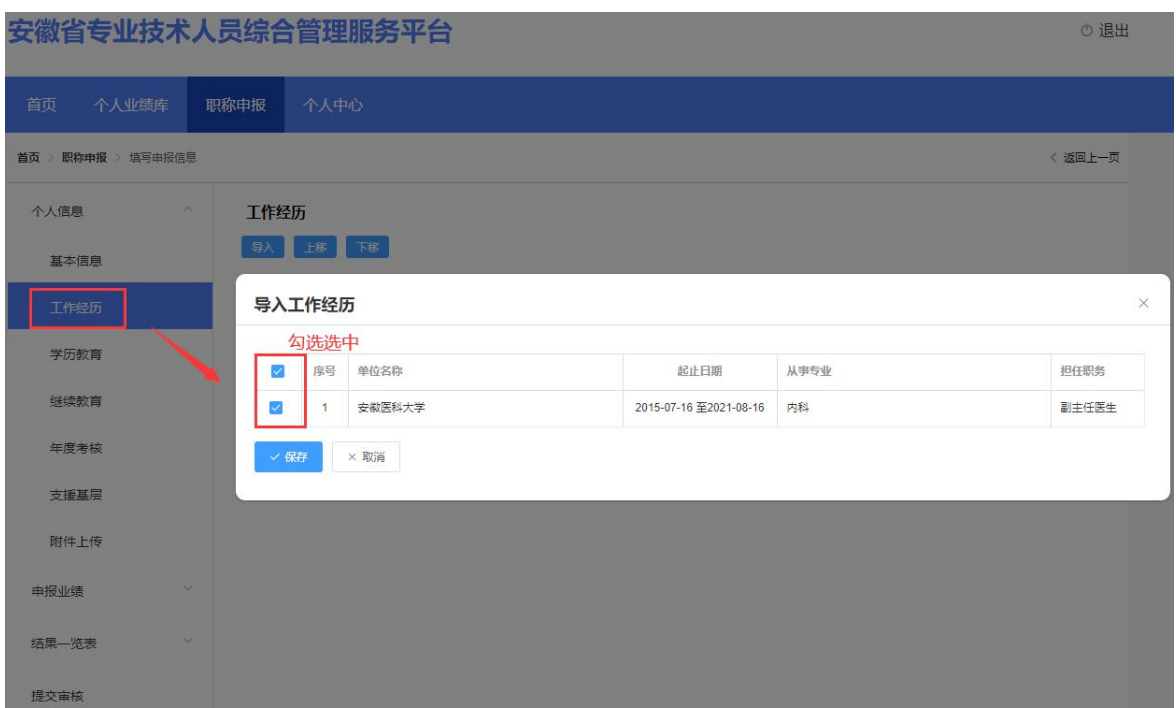 安徽省专业技术人员综合管理服务平台
退出
首页 个人业绩库 职称申报 个人中心
首页 > 职称申报 > 填写申报信息
< 返回上一页
个人信息
基本信息
工作经历
学历教育
继续教育
年度考核
支援基层
附件上传
申报业绩
结果一览表
提交审核
工作经历
导入 上移 下移
导入工作经历 ×
勾选选中
序号 单位名称 起止日期 从事专业 担任职务
1 安徽医科大学 2015-07-16 至2021-08-16 内科 副主任医生
保存 × 取消